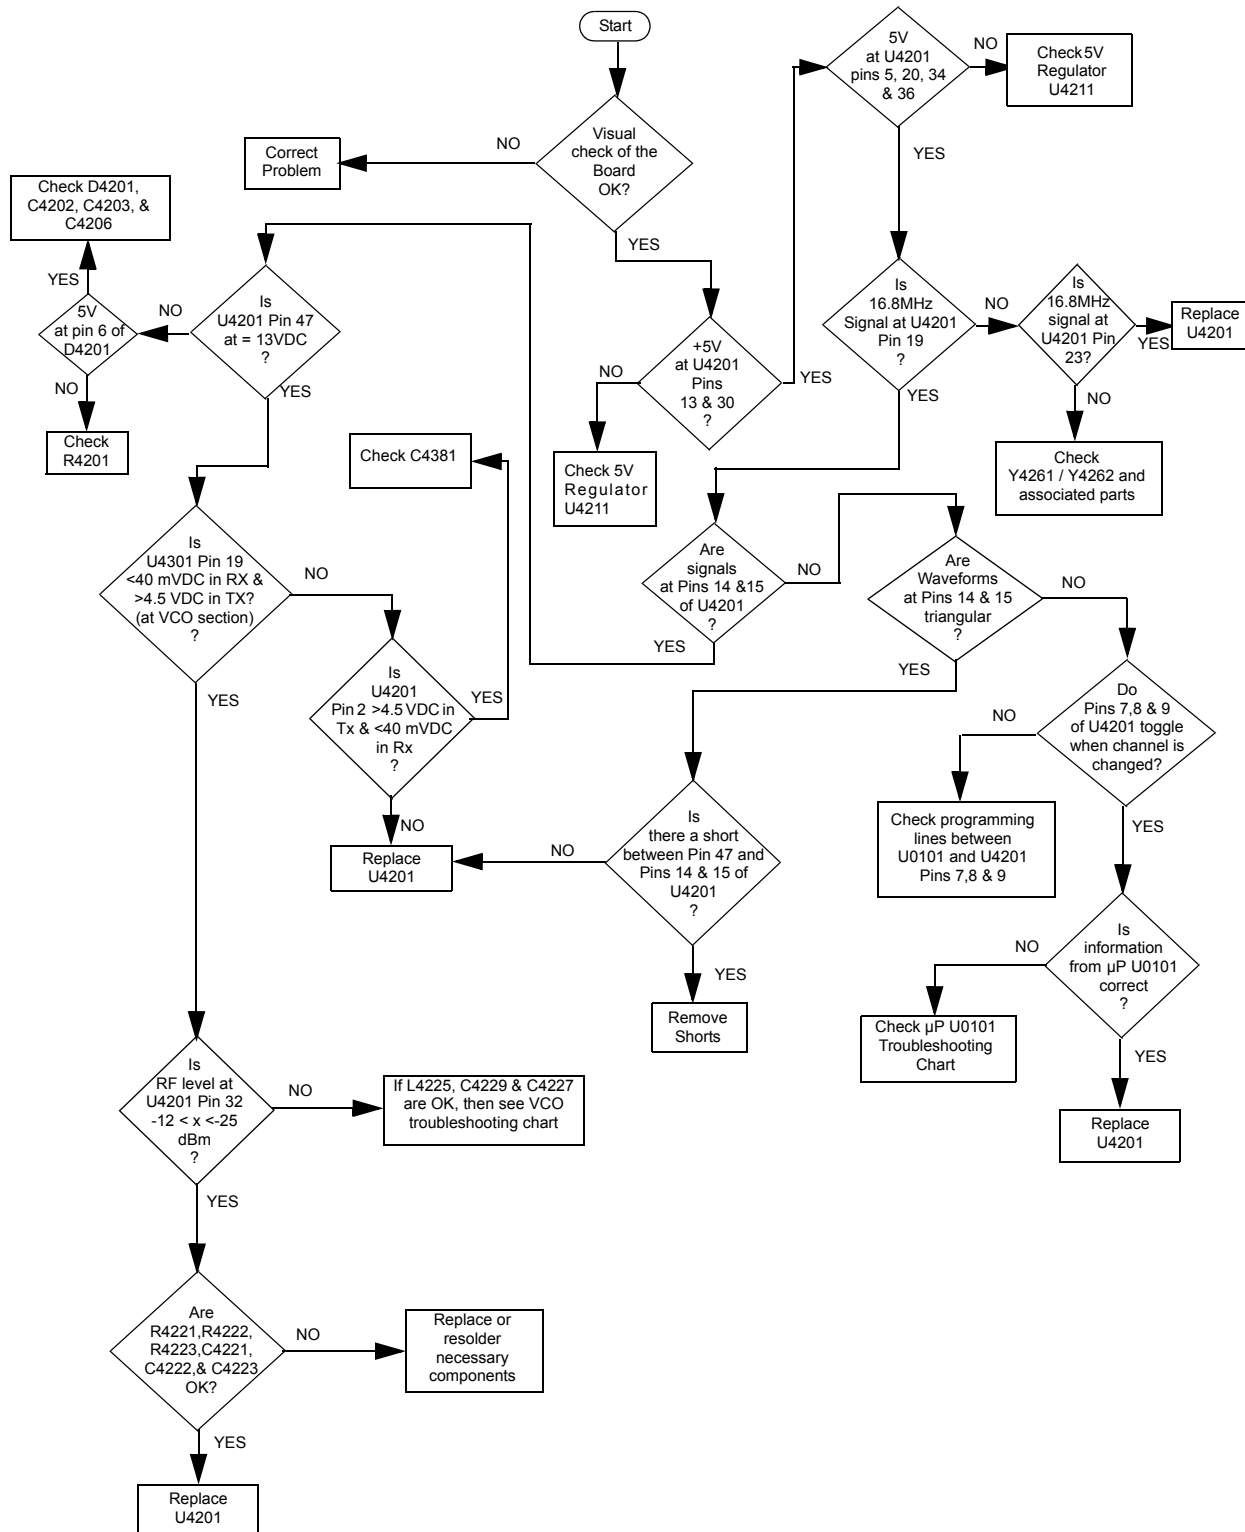 Start
Visual
check of the
Board
OK?
NO
Correct
Problem
YES
+5V
at U4201
Pins
13 & 30
?
NO
Check 5V
Regulator
U4211
YES
5V
at U4201
pins 5, 20, 34
& 36
NO
Check 5V
Regulator
U4211
YES
Is
16.8MHz
Signal at U4201
Pin 19
?
NO
Is
16.8MHz
signal at
U4201 Pin
23?
YES
Replace
U4201
NO
Check
Y4261 / Y4262 and
associated parts
YES
Are
signals
at Pins 14 &15
of U4201
?
NO
Are
Waveforms
at Pins 14 & 15
triangular
?
NO
Do
Pins 7,8 & 9
of U4201 toggle
when channel is
changed?
NO
Check programming
lines between
U0101 and U4201
Pins 7,8 & 9
YES
Is
information
from µP U0101
correct
?
NO
Check µP U0101
Troubleshooting
Chart
YES
Replace
U4201
YES
Is
there a short
between Pin 47 and
Pins 14 & 15 of
U4201
?
NO
Replace
U4201
YES
Remove
Shorts
YES
Is
U4201 Pin 47
at = 13VDC
?
NO
5V
at pin 6 of
D4201
YES
Check D4201,
C4202, C4203, &
C4206
NO
Check
R4201
YES
Is
U4301 Pin 19
<40 mVDC in RX &
>4.5 VDC in TX?
(at VCO section)
?
NO
Is
U4201
Pin 2 >4.5 VDC in
Tx & <40 mVDC
in Rx
?
YES
Check C4381
NO
YES
Is
RF level at
U4201 Pin 32
-12 < x <-25
dBm
?
NO
If L4225, C4229 & C4227
are OK, then see VCO
troubleshooting chart
YES
Are
R4221,R4222,
R4223,C4221,
C4222,& C4223
OK?
NO
Replace or
resolder
necessary
components
YES
Replace
U4201